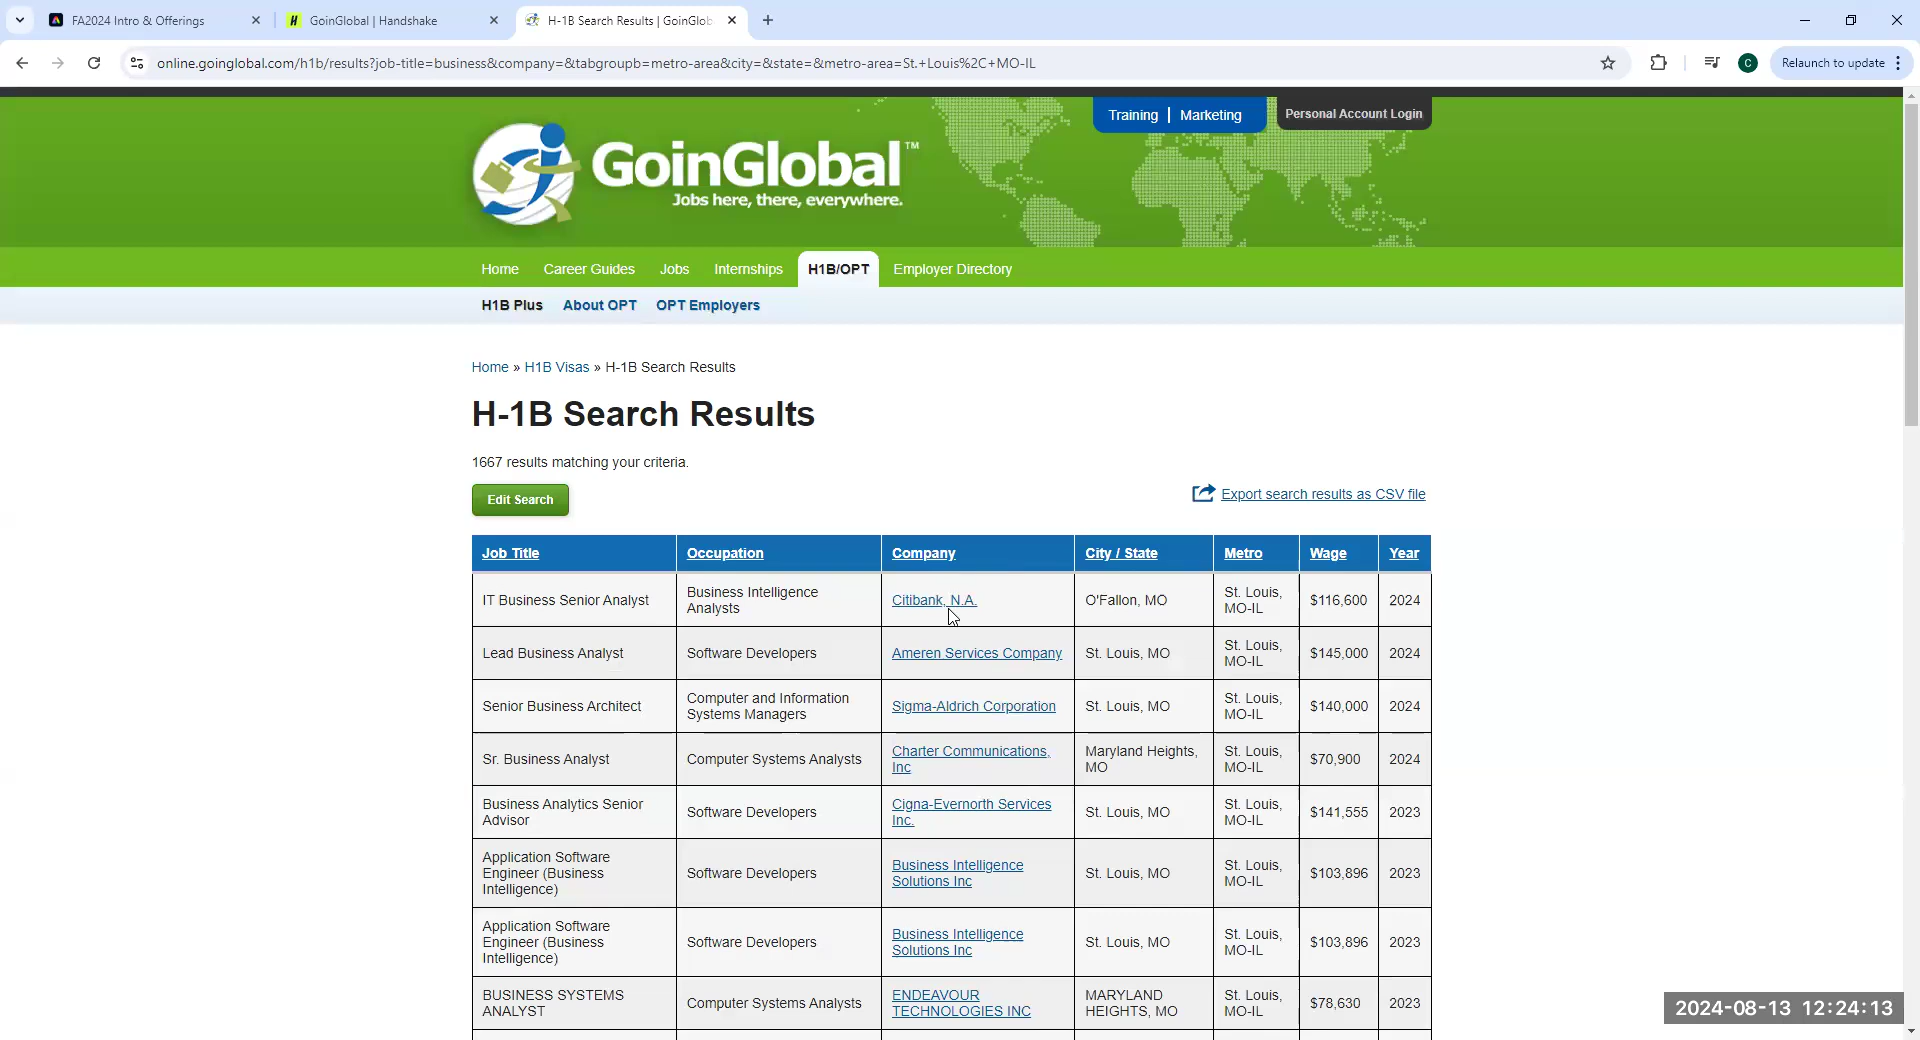 FA2024 Intro & Offerings
GoinGlobal | Handshake
H-1B Search Results | GoinGlob
online.goinglobal.com/h1b/results?job-title=business&company=&tabgroupb=metro-area&city=&state=&metro-area=St.+Louis%2C+MO-IL
C
Relaunch to update
Training | Marketing
Personal Account Login
GoinGlobal™
Jobs here, there, everywhere.
Home Career Guides Jobs Internships H1B/OPT Employer Directory
H1B Plus About OPT OPT Employers
Home » H1B Visas » H-1B Search Results
H-1B Search Results
1667 results matching your criteria.
Edit Search
Export search results as CSV file
Job Title Occupation Company City / State Metro Wage Year
IT Business Senior Analyst
Business Intelligence
Analysts
Citibank, N.A.
O'Fallon, MO
St. Louis,
MO-IL
$116,600
2024
Lead Business Analyst
Software Developers
Ameren Services Company
St. Louis, MO
St. Louis,
MO-IL
$145,000
2024
Senior Business Architect
Computer and Information
Systems Managers
Sigma-Aldrich Corporation
St. Louis, MO
St. Louis,
MO-IL
$140,000
2024
Sr. Business Analyst
Computer Systems Analysts
Charter Communications,
Inc
Maryland Heights,
MO
St. Louis,
MO-IL
$70,900
2024
Business Analytics Senior
Advisor
Software Developers
Cigna-Evernorth Services
Inc.
St. Louis, MO
St. Louis,
MO-IL
$141,555
2023
Application Software
Engineer (Business
Intelligence)
Software Developers
Business Intelligence
Solutions Inc
St. Louis, MO
St. Louis,
MO-IL
$103,896
2023
Application Software
Engineer (Business
Intelligence)
Software Developers
Business Intelligence
Solutions Inc
St. Louis, MO
St. Louis,
MO-IL
$103,896
2023
BUSINESS SYSTEMS
ANALYST
Computer Systems Analysts
ENDEAVOUR
TECHNOLOGIES INC
MARYLAND
HEIGHTS, MO
St. Louis,
MO-IL
$78,630
2023
2024-08-13 12:24:13